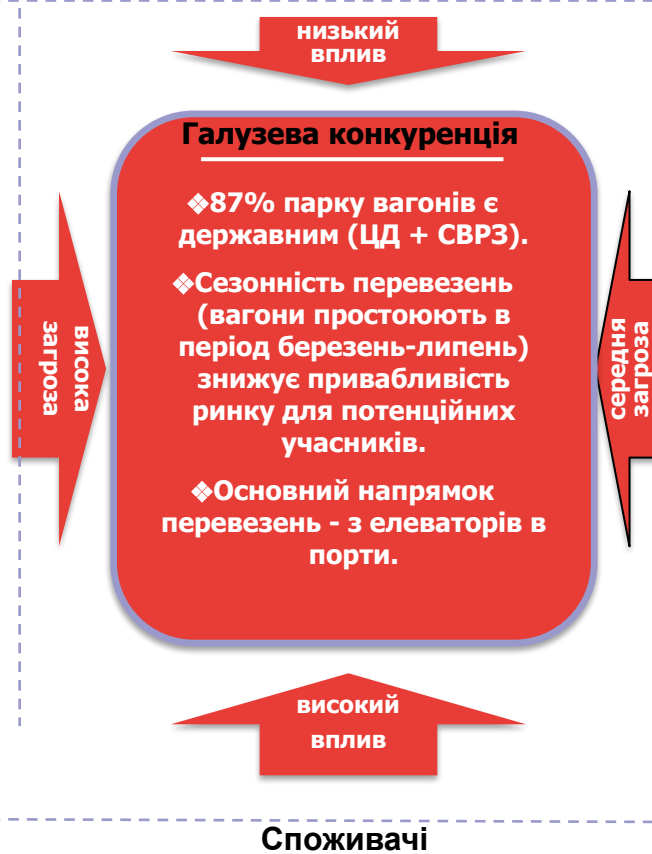 низький
вплив
Галузева конкуренція
❖87% парку вагонів є
державним (ЦД + СВРЗ).
❖Сезонність перевезень
(вагони простоюють в
період березень-липень)
знижує привабливість
ринку для потенційних
учасників.
❖Основний напрямок
перевезень - з елеваторів в
порти.
висока
загроза
середня
загроза
високий
вплив
Споживачі